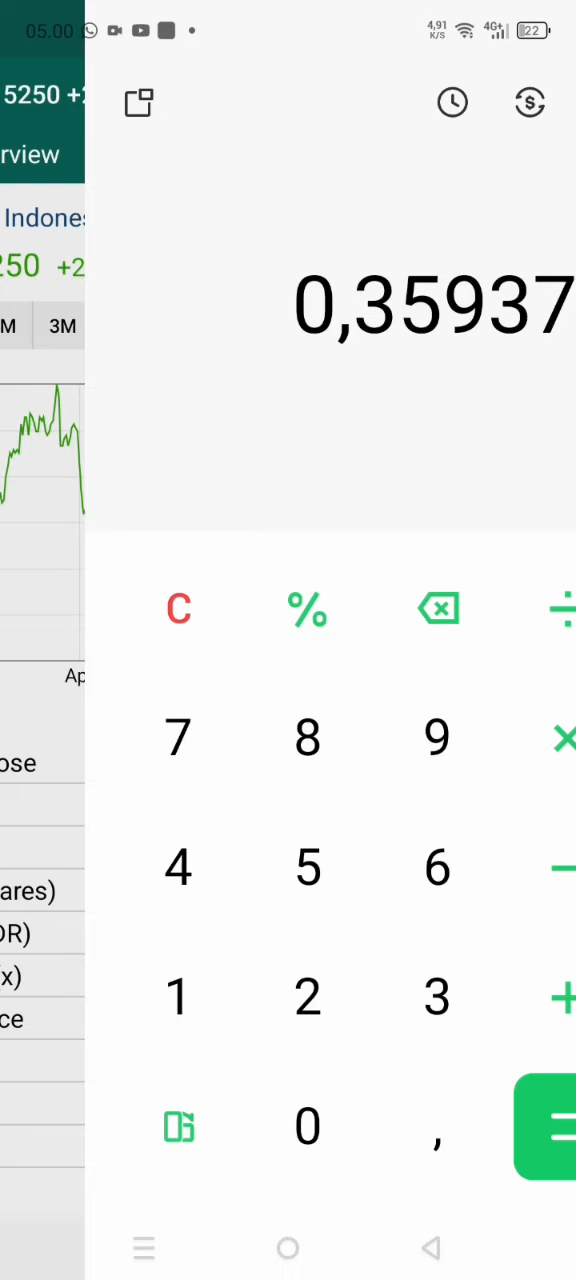 05.00
4,91 K/S 4G+ 22
5250 +2
rview
Indones
250 +2
M 3M
0,35937
Ap
ose
ares)
OR)
(x)
ce
C % ÷
7 8 9 ×
4 5 6 −
1 2 3 +
0 , =